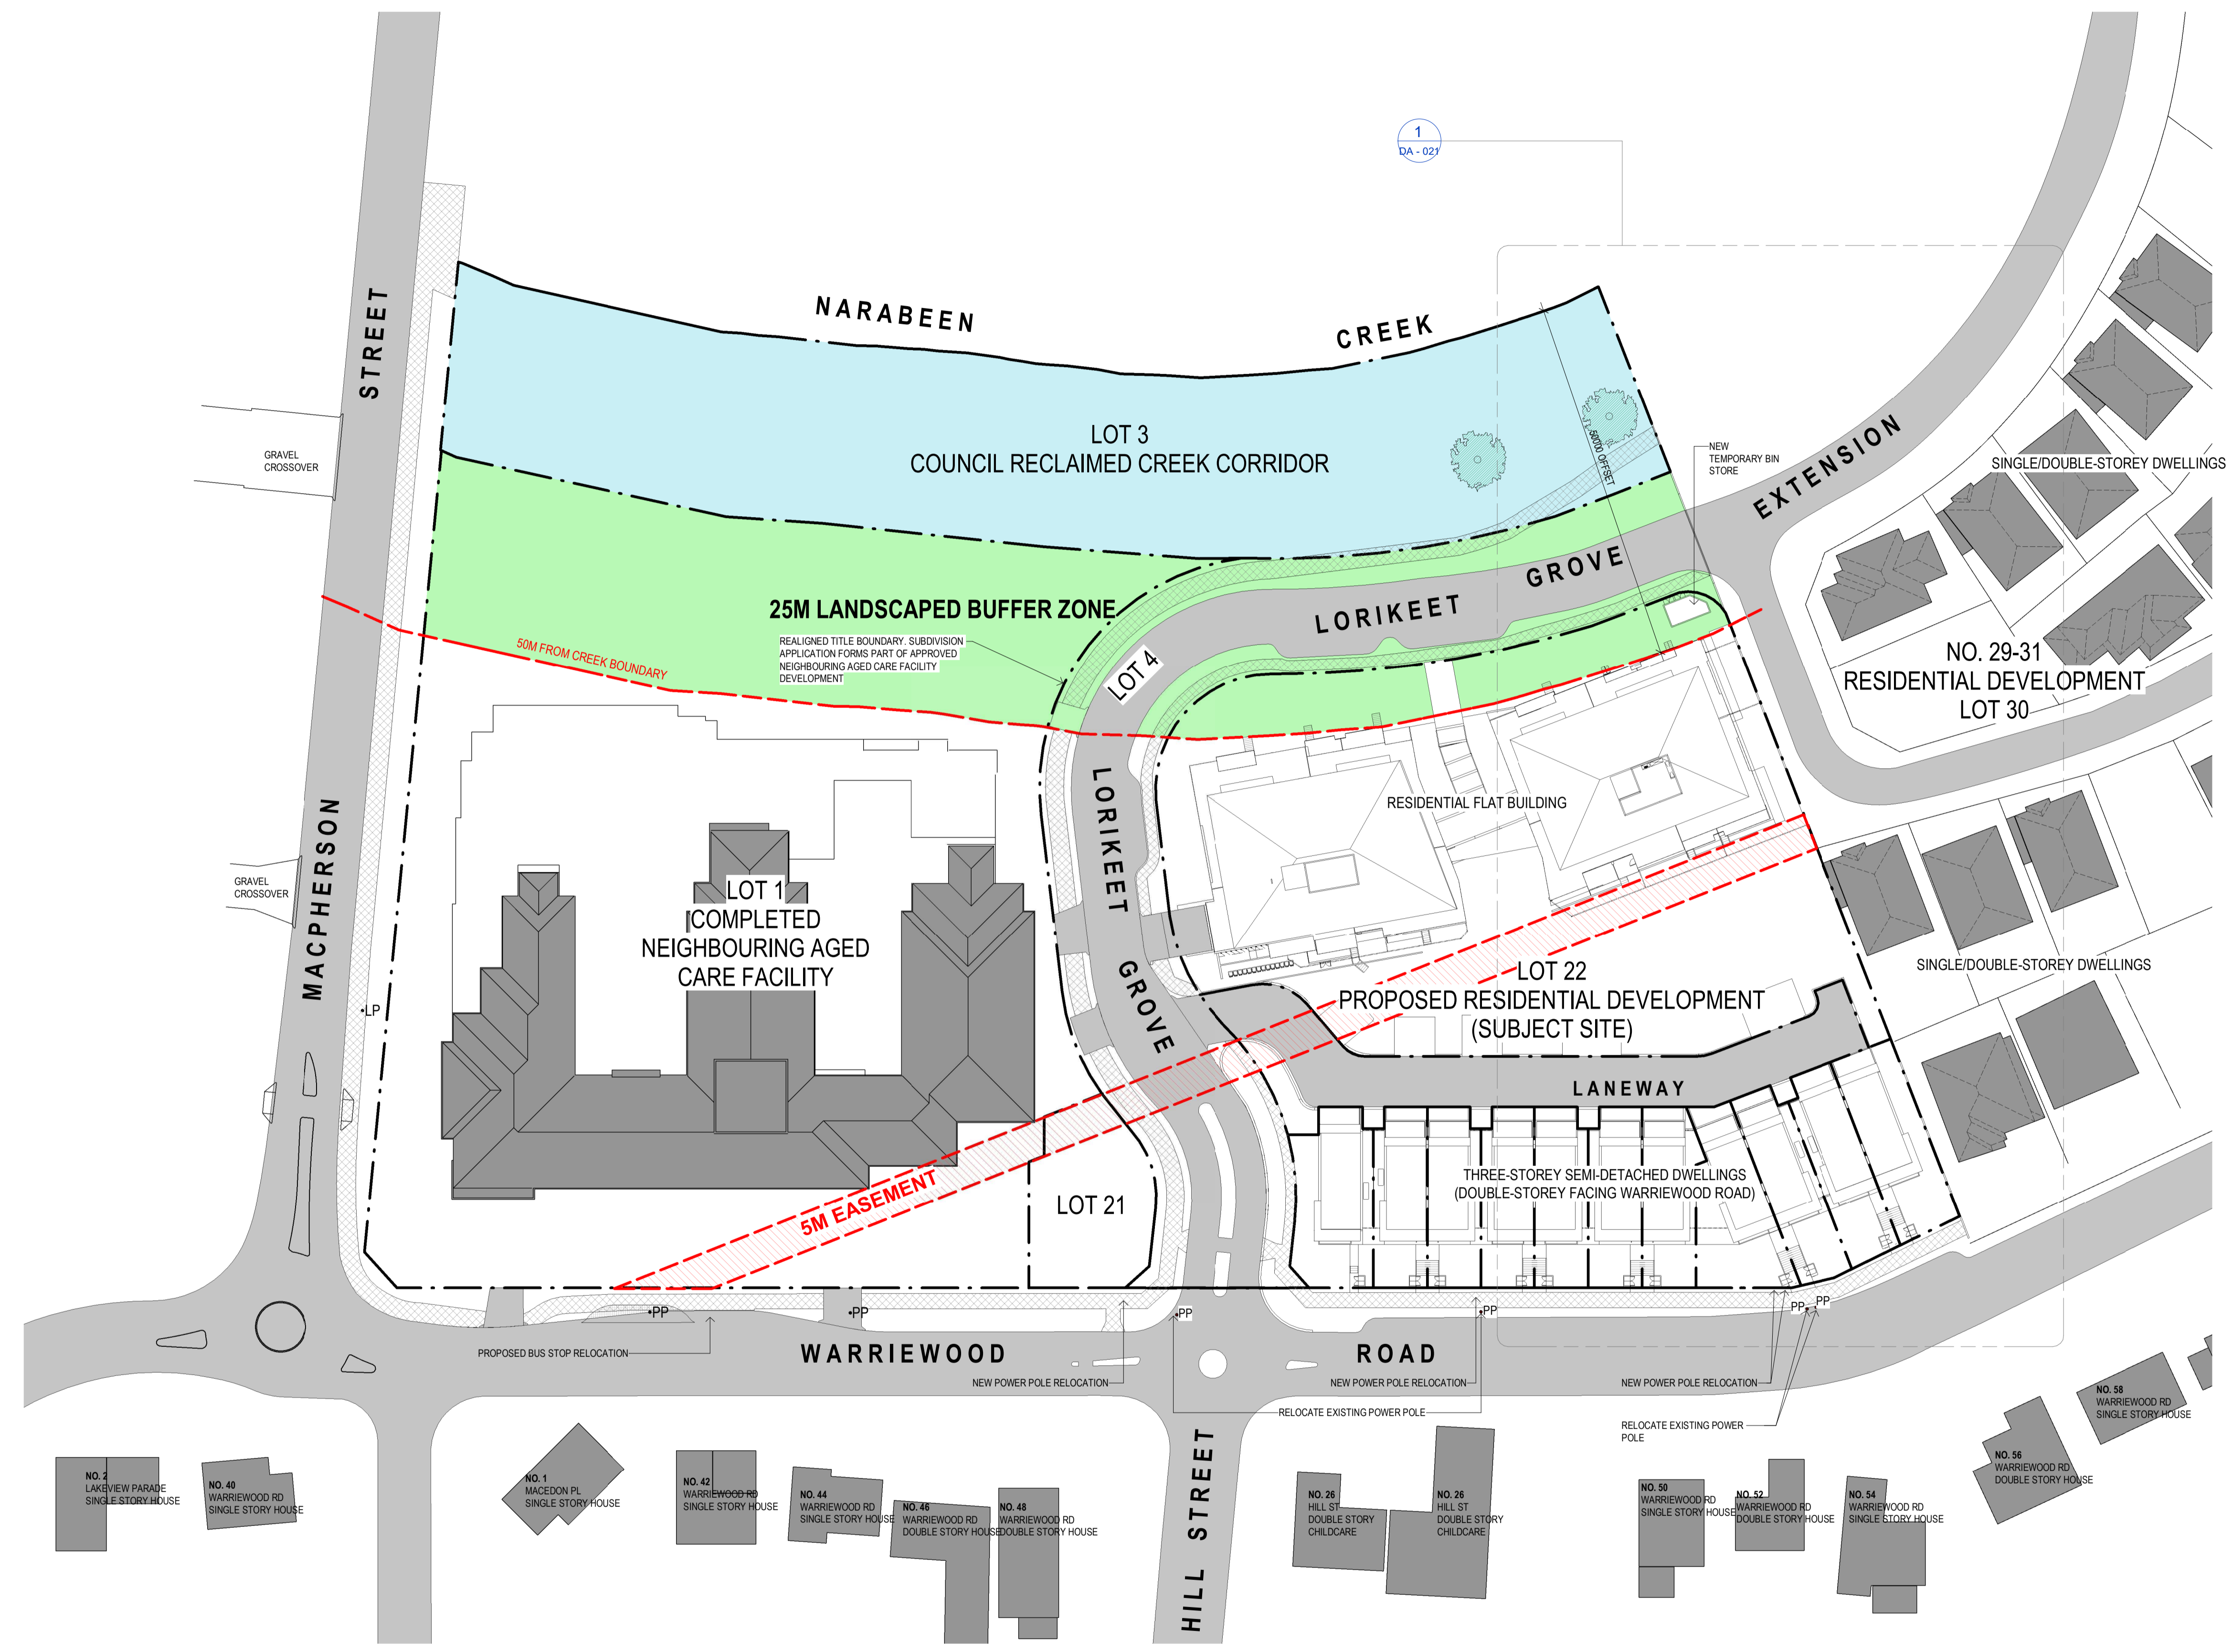 1
DA - 021
NARABEEN
CREEK
STREET
LOT 3
COUNCIL RECLAIMED CREEK CORRIDOR
50000 OFFSET
NEW
TEMPORARY BIN
STORE
EXTENSION
SINGLE/DOUBLE-STOREY DWELLINGS
GRAVEL
CROSSOVER
GROVE
LORIKEET
25M LANDSCAPED BUFFER ZONE
REALIGNED TITLE BOUNDARY. SUBDIVISION
APPLICATION FORMS PART OF APPROVED
NEIGHBOURING AGED CARE FACILITY
DEVELOPMENT
50M FROM CREEK BOUNDARY
LOT 4
NO. 29-31
RESIDENTIAL DEVELOPMENT
LOT 30
RESIDENTIAL FLAT BUILDING
LORIKEET
GROVE
MACPHERSON
GRAVEL
CROSSOVER
LOT 1
COMPLETED
NEIGHBOURING AGED
CARE FACILITY
LP
LOT 22
PROPOSED RESIDENTIAL DEVELOPMENT
(SUBJECT SITE)
SINGLE/DOUBLE-STOREY DWELLINGS
LANEWAY
THREE-STOREY SEMI-DETACHED DWELLINGS
(DOUBLE-STOREY FACING WARRIEWOOD ROAD)
5M EASEMENT
LOT 21
PP
PP
PP
PP
PP
PP
PROPOSED BUS STOP RELOCATION
WARRIEWOOD
ROAD
NEW POWER POLE RELOCATION
NEW POWER POLE RELOCATION
NEW POWER POLE RELOCATION
RELOCATE EXISTING POWER POLE
RELOCATE EXISTING POWER
POLE
HILL STREET
NO. 2
LAKEVIEW PARADE
SINGLE STORY HOUSE
NO. 40
WARRIEWOOD RD
SINGLE STORY HOUSE
NO. 1
MACEDON PL
SINGLE STORY HOUSE
NO. 42
WARRIEWOOD RD
SINGLE STORY HOUSE
NO. 44
WARRIEWOOD RD
SINGLE STORY HOUSE
NO. 46
WARRIEWOOD RD
DOUBLE STORY HOUSE
NO. 48
WARRIEWOOD RD
DOUBLE STORY HOUSE
NO. 26
HILL ST
DOUBLE STORY
CHILDCARE
NO. 26
HILL ST
DOUBLE STORY
CHILDCARE
NO. 50
WARRIEWOOD RD
SINGLE STORY HOUSE
NO. 52
WARRIEWOOD RD
DOUBLE STORY HOUSE
NO. 54
WARRIEWOOD RD
SINGLE STORY HOUSE
NO. 56
WARRIEWOOD RD
DOUBLE STORY HOUSE
NO. 58
WARRIEWOOD RD
SINGLE STORY HOUSE